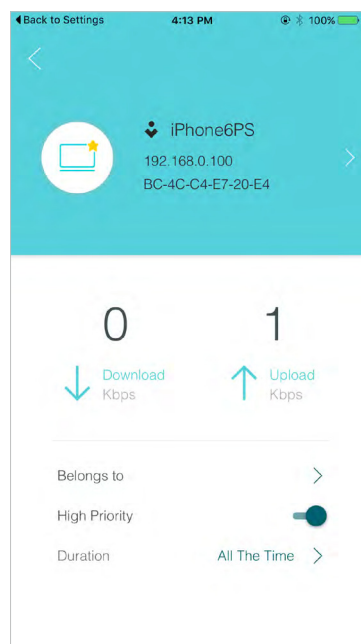 Back to Settings 4:13 PM 100%
iPhone6PS
192.168.0.100
BC-4C-C4-E7-20-E4
0 1
Download Upload
Kbps Kbps
Belongs to
High Priority
Duration All The Time